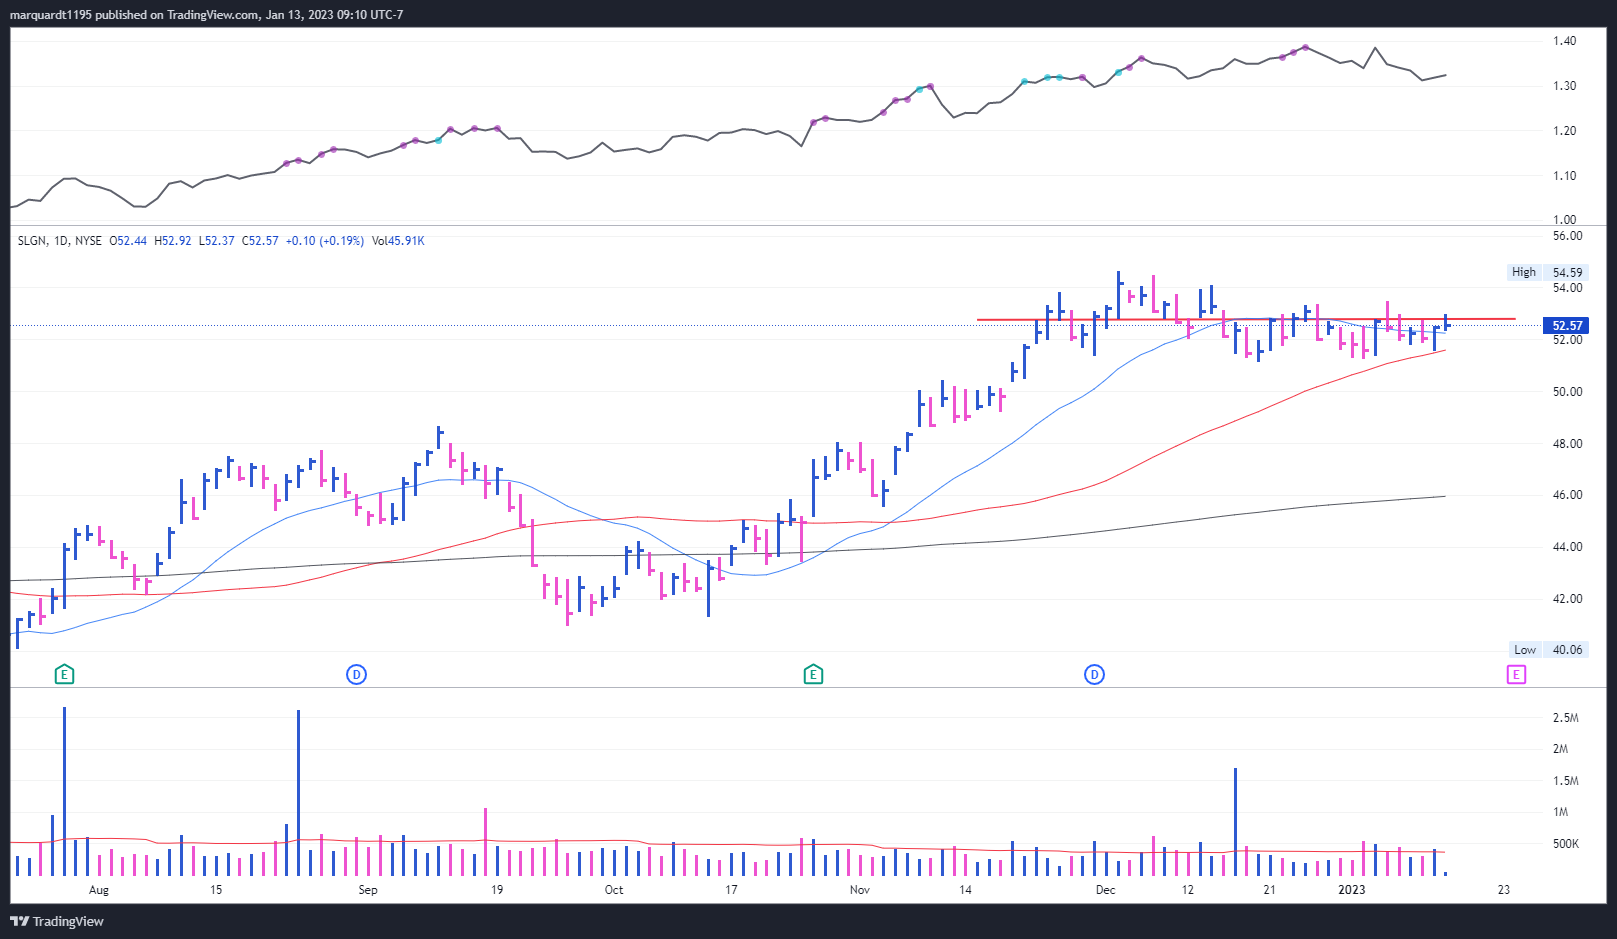 marquardt1195 published on TradingView.com, Jan 13, 2023 09:10 UTC-7
1.40
1.30
1.20
1.10
1.00
SLGN, 1D, NYSE O52.44 H52.92 L52.37 C52.57 +0.10 (+0.19%) Vol45.91K
56.00
High 54.59
54.00
52.57
52.00
50.00
48.00
46.00
44.00
42.00
Low 40.06
E D E D E
2.5M
2M
1.5M
1M
500K
Aug 15 Sep 19 Oct 17 Nov 14 Dec 12 21 2023 23
TradingView